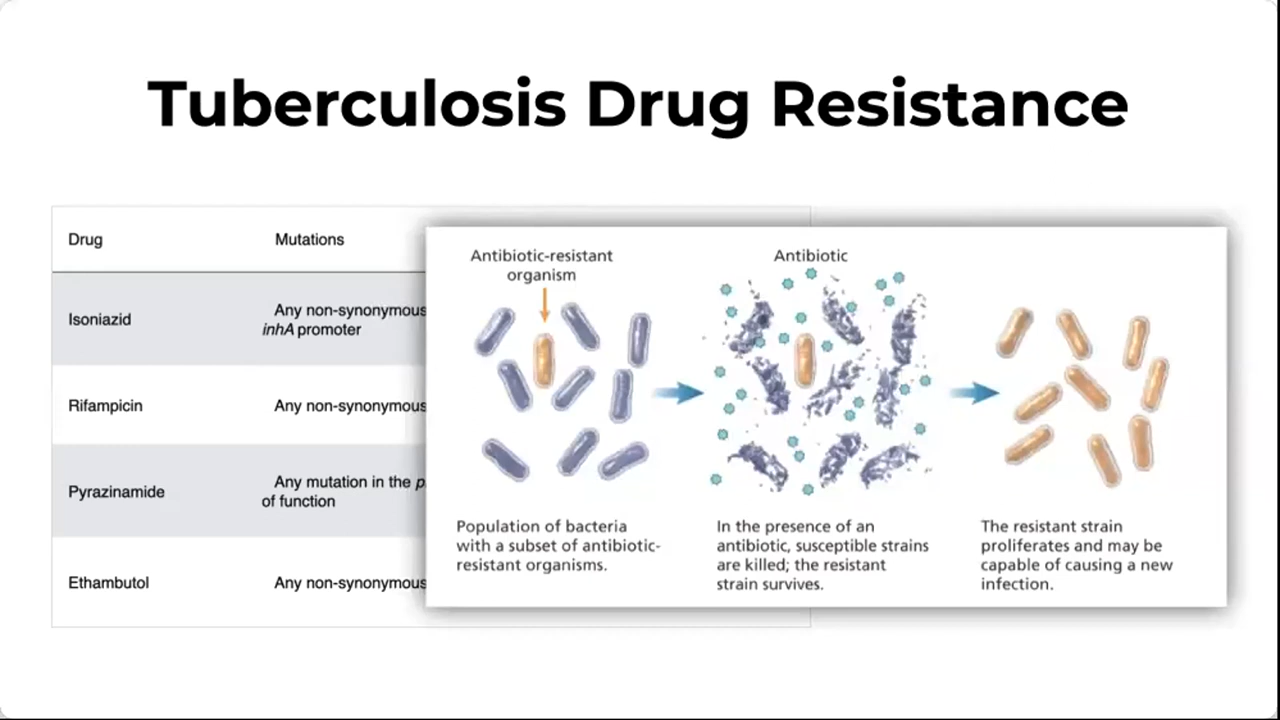 Tuberculosis Drug Resistance
Drug Mutations
Isoniazid
Any non-synonymous
inhA promoter
Rifampicin
Any non-synonymous
Pyrazinamide
Any mutation in the
of function
Ethambutol
Any non-synonymous
Antibiotic-resistant
organism
Antibiotic
Population of bacteria
with a subset of antibiotic-
resistant organisms.
In the presence of an
antibiotic, susceptible strains
are killed; the resistant
strain survives.
The resistant strain
proliferates and may be
capable of causing a new
infection.